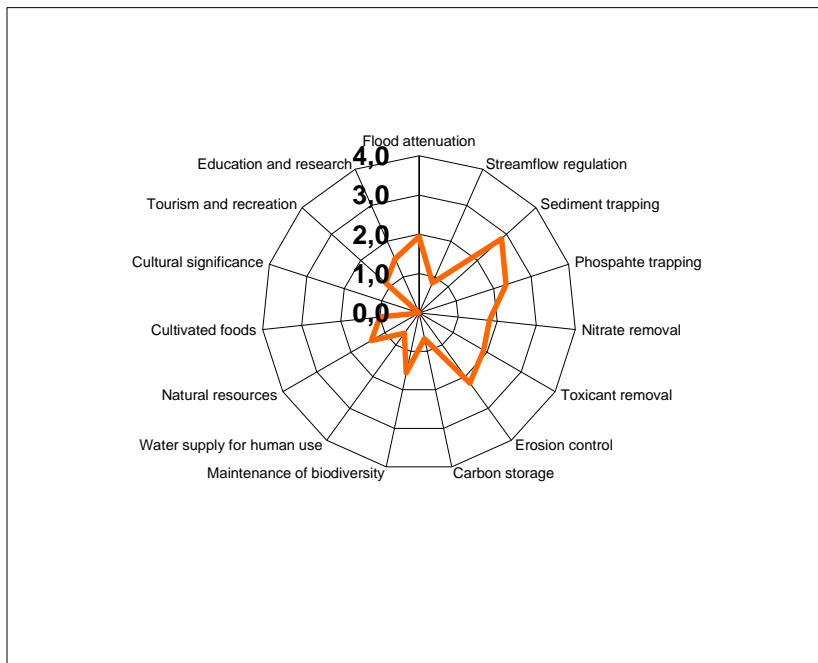 Flood attenuation
4,0
Education and research
Streamflow regulation
3,0
Tourism and recreation
Sediment trapping
2,0
Cultural significance
Phospahte trapping
1,0
0,0
Cultivated foods
Nitrate removal
Natural resources
Toxicant removal
Water supply for human use
Erosion control
Maintenance of biodiversity
Carbon storage